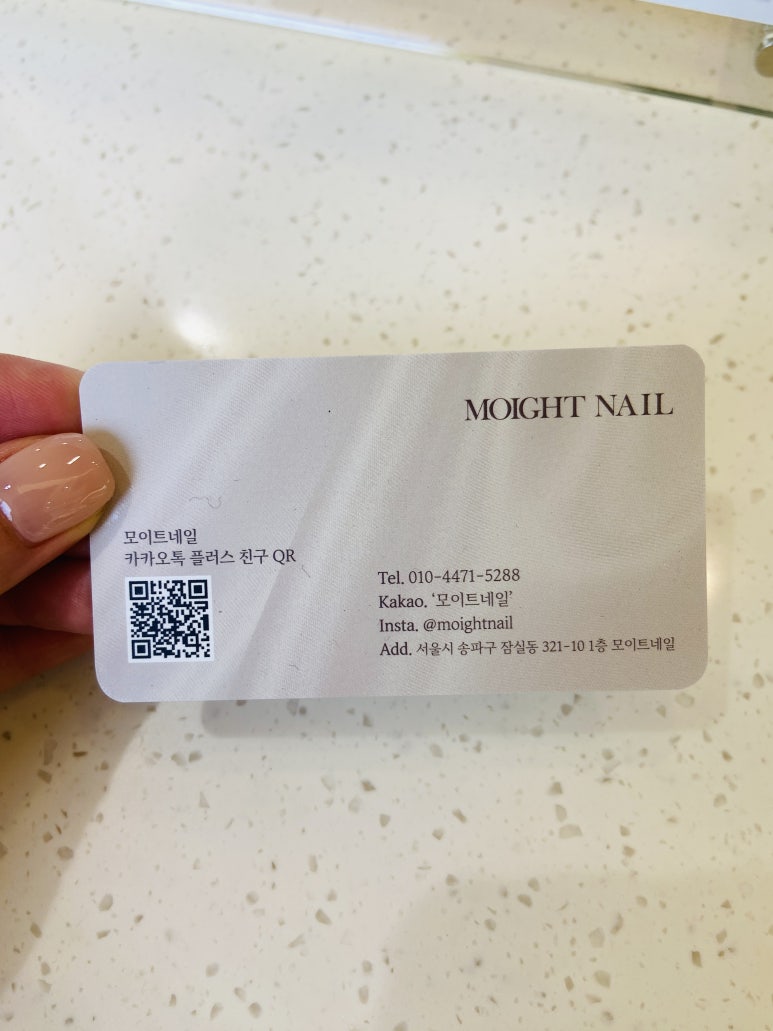 MOIGHT NAIL
모이트네일
카카오톡 플러스 친구 QR
Tel. 010-4471-5288
Kakao. ‘모이트네일’
Insta. @moightnail
Add. 서울시 송파구 잠실동 321-10 1층 모이트네일